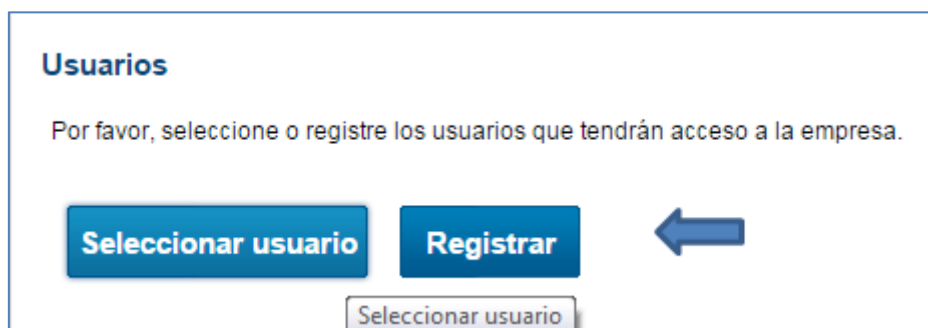 Usuarios
Por favor, seleccione o registre los usuarios que tendrán acceso a la empresa.
Seleccionar usuario Registrar
Seleccionar usuario